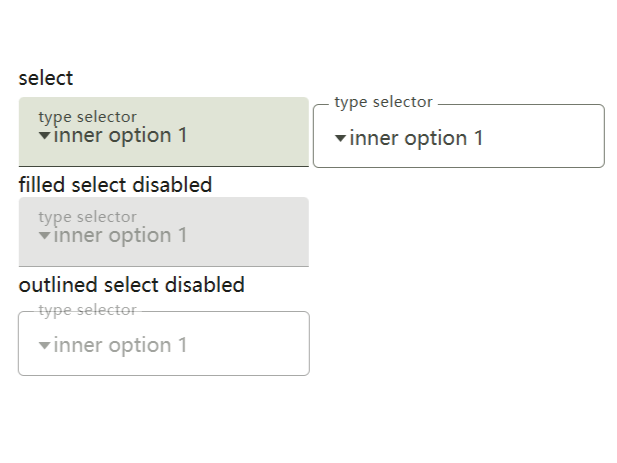 select
type selector
inner option 1
type selector
inner option 1
filled select disabled
type selector
inner option 1
outlined select disabled
type selector
inner option 1